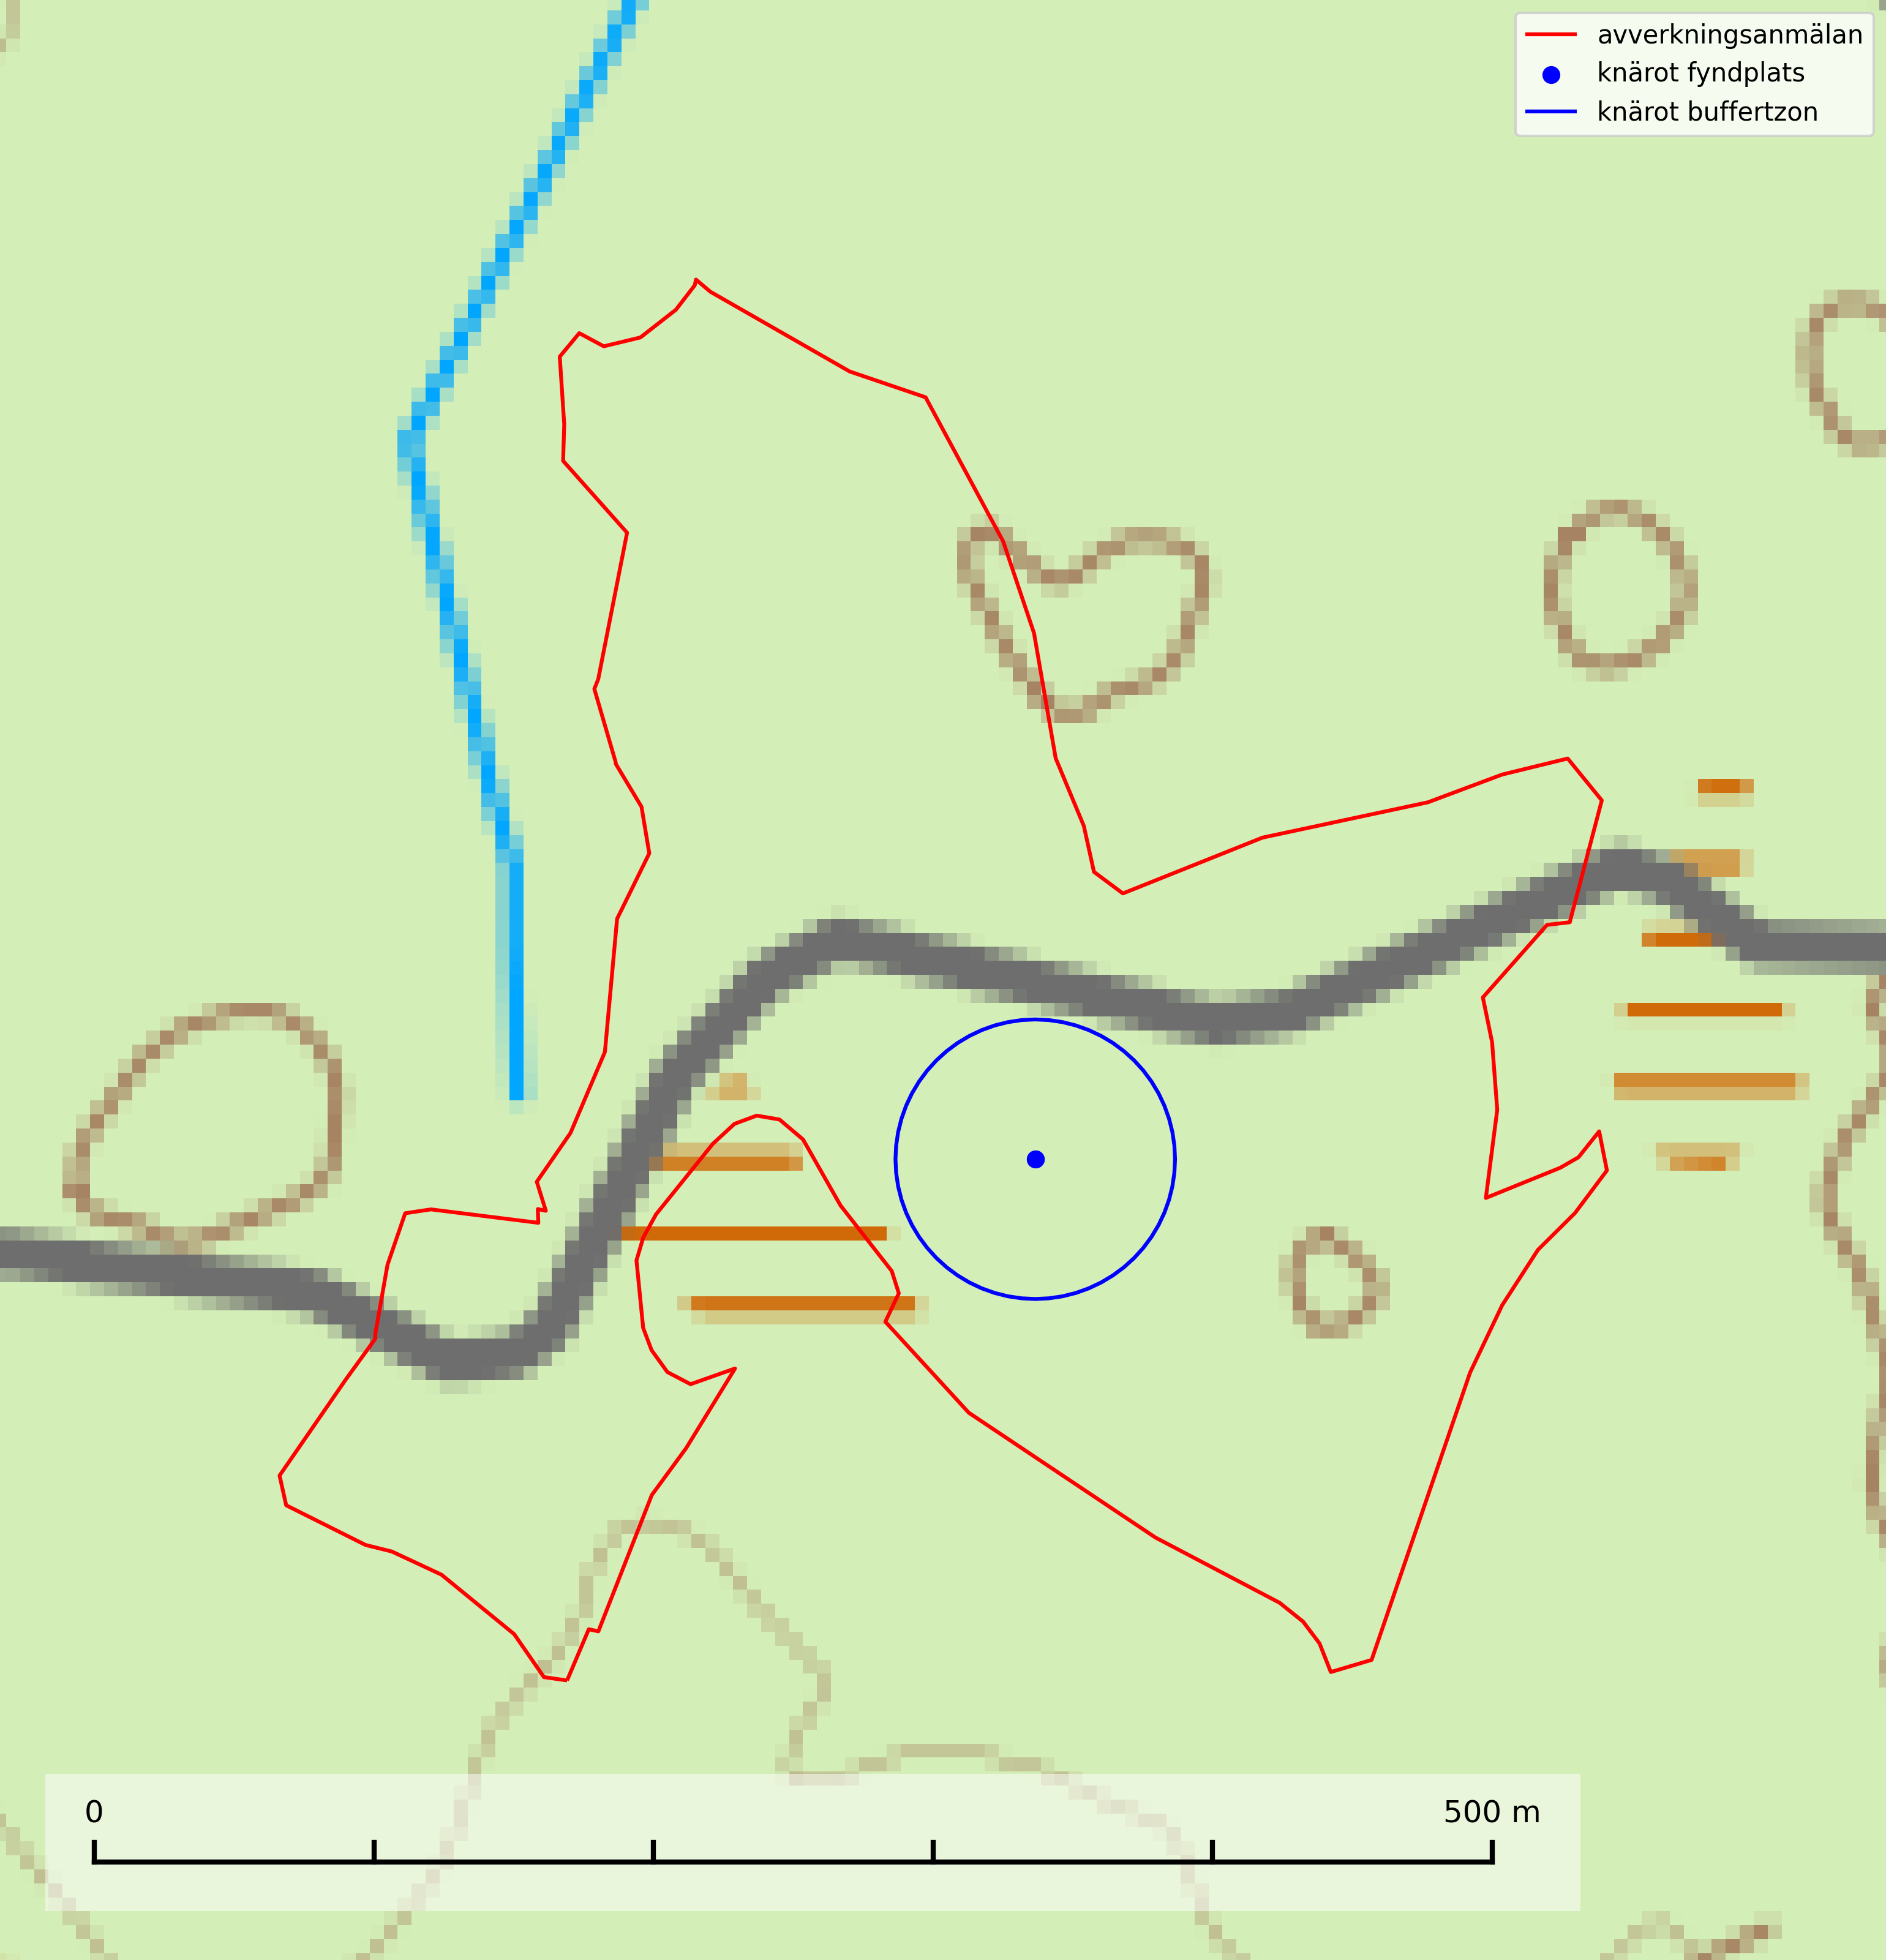 avverkningsanmälan
knärot fyndplats
knärot buffertzon
0 500 m